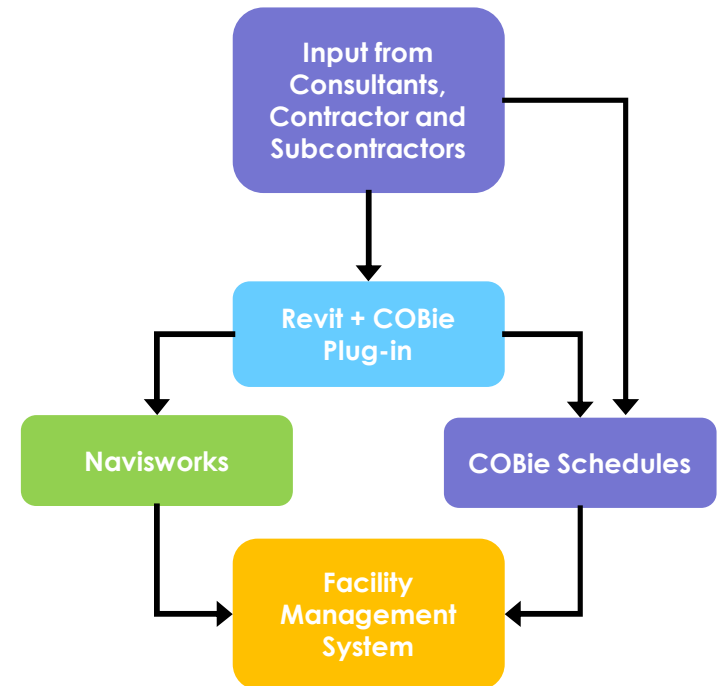 Input from
Consultants,
Contractor and
Subcontractors
Revit + COBie
Plug-in
Navisworks
COBie Schedules
Facility
Management
System